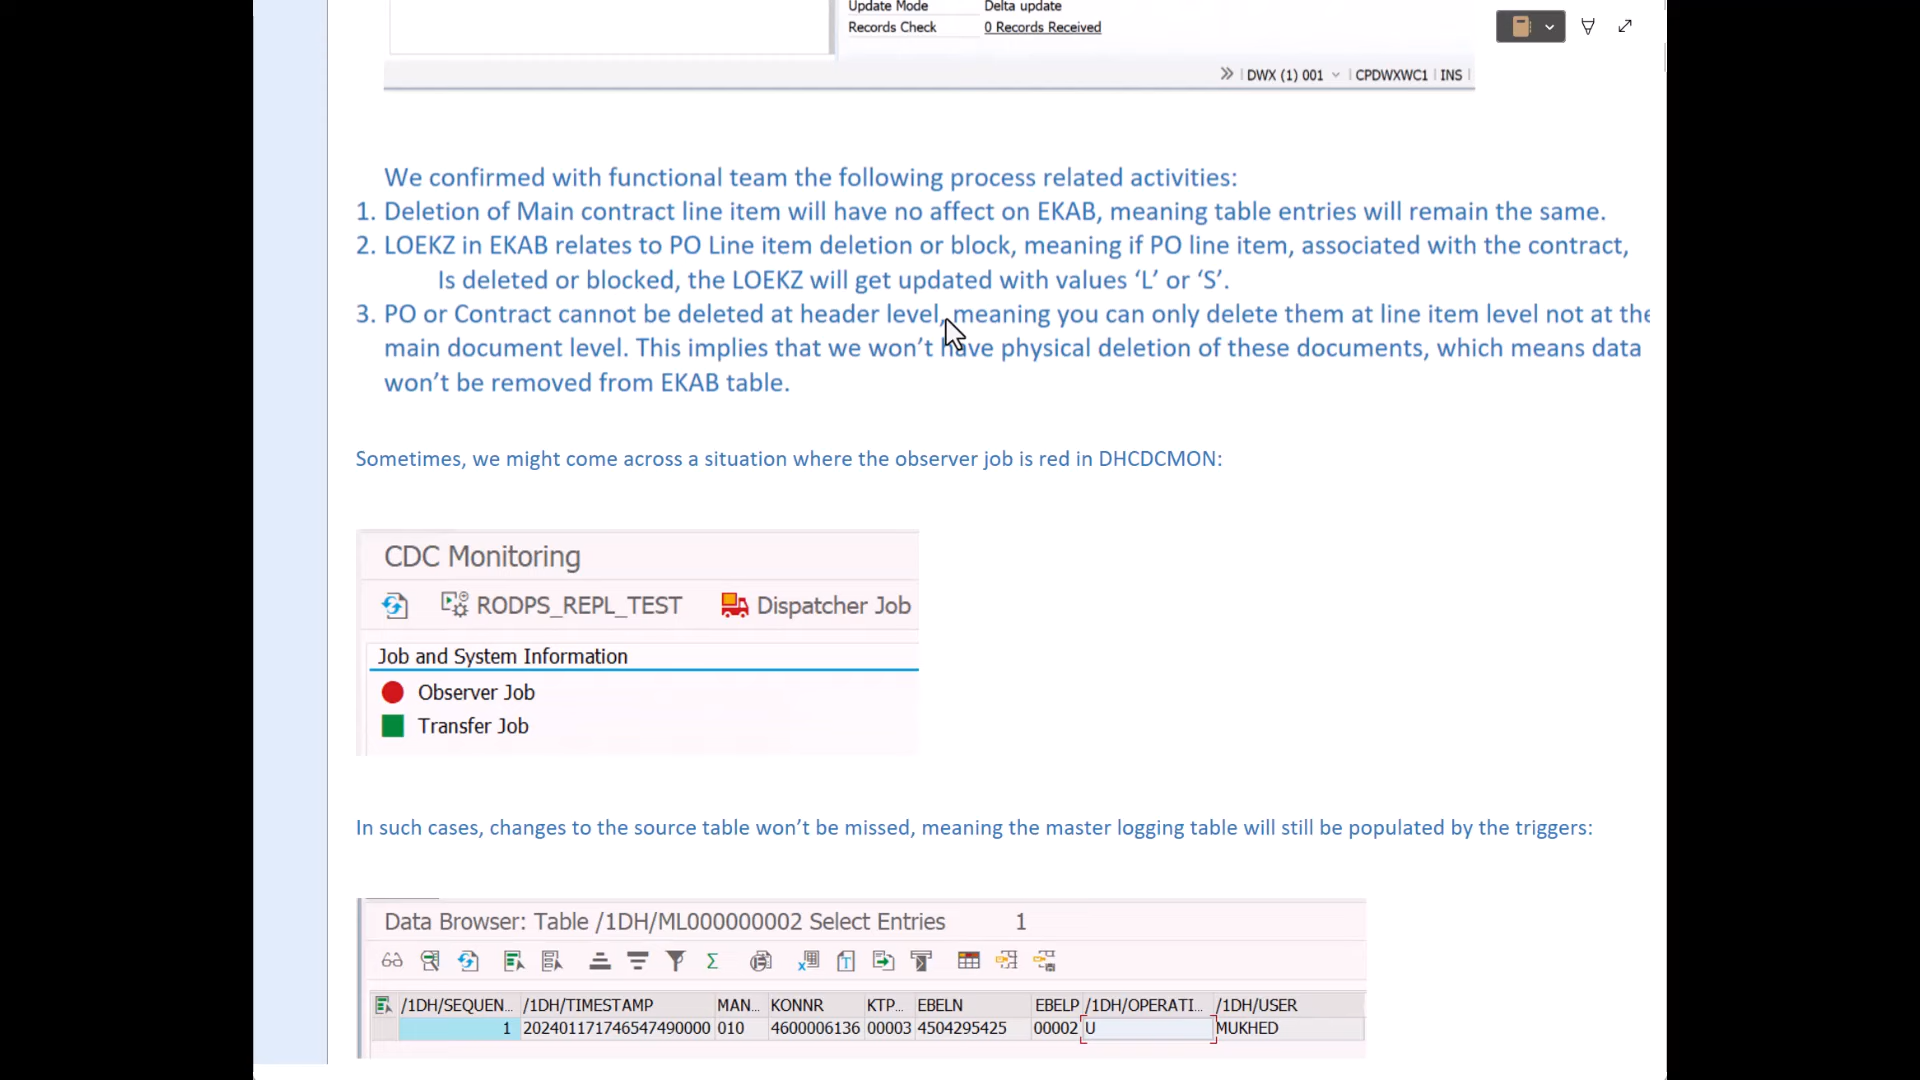 Update Mode Delta update
Records Check 0 Records Received
DWX (1) 001 CPDWXWC1 INS
We confirmed with functional team the following process related activities:
1. Deletion of Main contract line item will have no affect on EKAB, meaning table entries will remain the same.
2. LOEKZ in EKAB relates to PO Line item deletion or block, meaning if PO line item, associated with the contract,
Is deleted or blocked, the LOEKZ will get updated with values ‘L’ or ‘S’.
3. PO or Contract cannot be deleted at header level, meaning you can only delete them at line item level not at the
main document level. This implies that we won’t have physical deletion of these documents, which means data
won’t be removed from EKAB table.
Sometimes, we might come across a situation where the observer job is red in DHCDCMON:
CDC Monitoring
RODPS_REPL_TEST Dispatcher Job
Job and System Information
Observer Job
Transfer Job
In such cases, changes to the source table won’t be missed, meaning the master logging table will still be populated by the triggers:
Data Browser: Table /1DH/ML000000002 Select Entries 1
/1DH/SEQUEN... /1DH/TIMESTAMP MAN... KONNR KTP... EBELN EBELP /1DH/OPERATI... /1DH/USER
1 20240117174654749​0000 010 4600006136 00003 4504295425 00002 U MUKHED